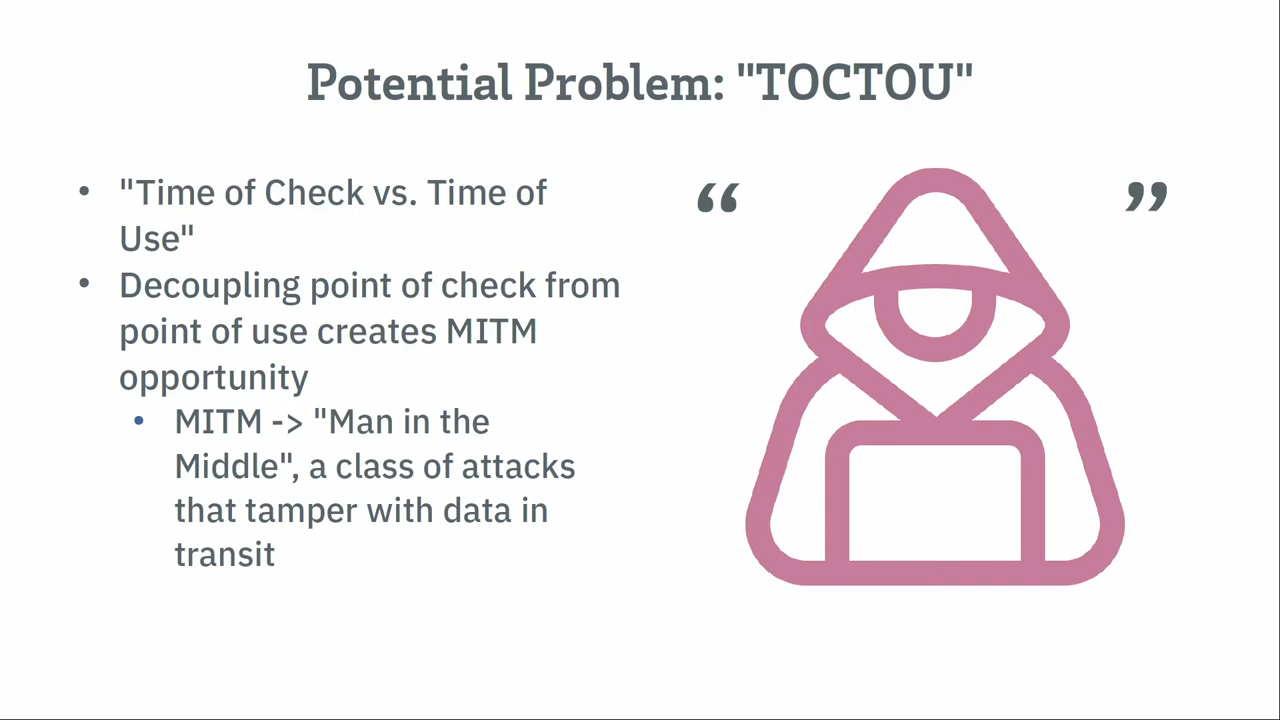 Potential Problem: "TOCTOU"
• "Time of Check vs. Time of
Use"
• Decoupling point of check from
point of use creates MITM
opportunity
• MITM -> "Man in the
Middle", a class of attacks
that tamper with data in
transit
“ ”